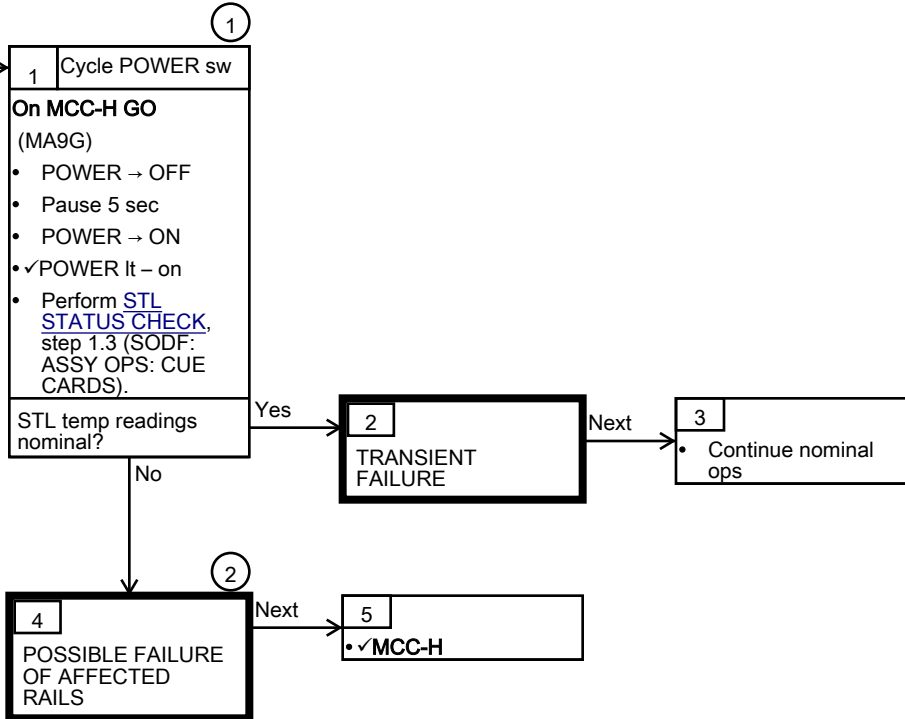 1
1
Cycle POWER sw
On MCC-H GO
(MA9G)
• POWER → OFF
• Pause 5 sec
• POWER → ON
• ✓POWER lt – on
• Perform STL
STATUS CHECK,
step 1.3 (SODF:
ASSY OPS: CUE
CARDS).
STL temp readings
nominal?
Yes
2
TRANSIENT
FAILURE
Next
3
• Continue nominal
ops
No
2
4
POSSIBLE FAILURE
OF AFFECTED
RAILS
Next
5
• ✓MCC-H